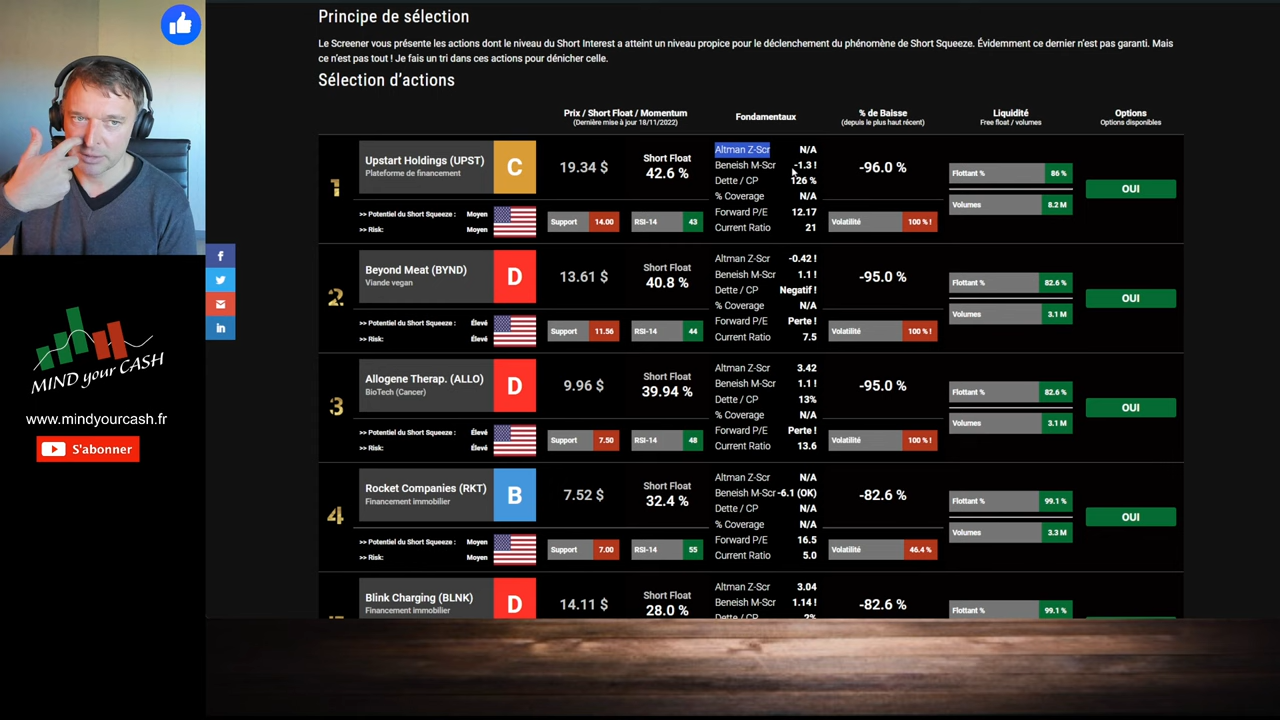 Principe de sélection
Le Screener vous présente les actions dont le niveau du Short Interest a atteint un niveau propice pour le déclenchement du phénomène de Short Squeeze. Évidemment ce dernier n'est pas garanti. Mais
ce n'est pas tout ! Je fais un tri dans ces actions pour dénicher celle.
Sélection d'actions
Prix / Short Float / Momentum
(Dernière mise à jour 18/11/2022)
Fondamentaux
% de Baisse
(depuis le plus haut récent)
Liquidité
Free float / volumes
Options
Options disponibles
1
Upstart Holdings (UPST)
Plateforme de financement
C
19.34 $
Short Float
42.6 %
Altman Z-Scr N/A
Beneish M-Scr -1.3 !
Dette / CP 126 %
% Coverage N/A
Forward P/E 12.17
Current Ratio 21
-96.0 %
Flottant % 86 %
Volumes 8.2 M
OUI
>> Potentiel du Short Squeeze : Moyen
>> Risk: Moyen
Support 14.00
RSI-14 43
Volatilité 100 % !
2
Beyond Meat (BYND)
Viande vegan
D
13.61 $
Short Float
40.8 %
Altman Z-Scr -0.42 !
Beneish M-Scr 1.1 !
Dette / CP Negatif !
% Coverage N/A
Forward P/E Perte !
Current Ratio 7.5
-95.0 %
Flottant % 82.6 %
Volumes 3.1 M
OUI
>> Potentiel du Short Squeeze : Élevé
>> Risk: Élevé
Support 11.56
RSI-14 44
Volatilité 100 % !
3
Allogene Therap. (ALLO)
BioTech (Cancer)
D
9.96 $
Short Float
39.94 %
Altman Z-Scr 3.42
Beneish M-Scr 1.1 !
Dette / CP 13%
% Coverage N/A
Forward P/E Perte !
Current Ratio 13.6
-95.0 %
Flottant % 82.6 %
Volumes 3.1 M
OUI
>> Potentiel du Short Squeeze : Élevé
>> Risk: Élevé
Support 7.50
RSI-14 48
Volatilité 100 % !
4
Rocket Companies (RKT)
Financement Immobilier
B
7.52 $
Short Float
32.4 %
Altman Z-Scr N/A
Beneish M-Scr -6.1 (OK)
Dette / CP N/A
% Coverage N/A
Forward P/E 16.5
Current Ratio 5.0
-82.6 %
Flottant % 99.1 %
Volumes 3.3 M
OUI
>> Potentiel du Short Squeeze : Moyen
>> Risk: Moyen
Support 7.00
RSI-14 55
Volatilité 46.4 %
Blink Charging (BLNK)
Financement Immobilier
D
14.11 $
Short Float
28.0 %
Altman Z-Scr 3.04
Beneish M-Scr 1.14 !
Dette / CP 2%
-82.6 %
Flottant % 99.1 %
MIND your CASH
www.mindyourcash.fr
S'abonner